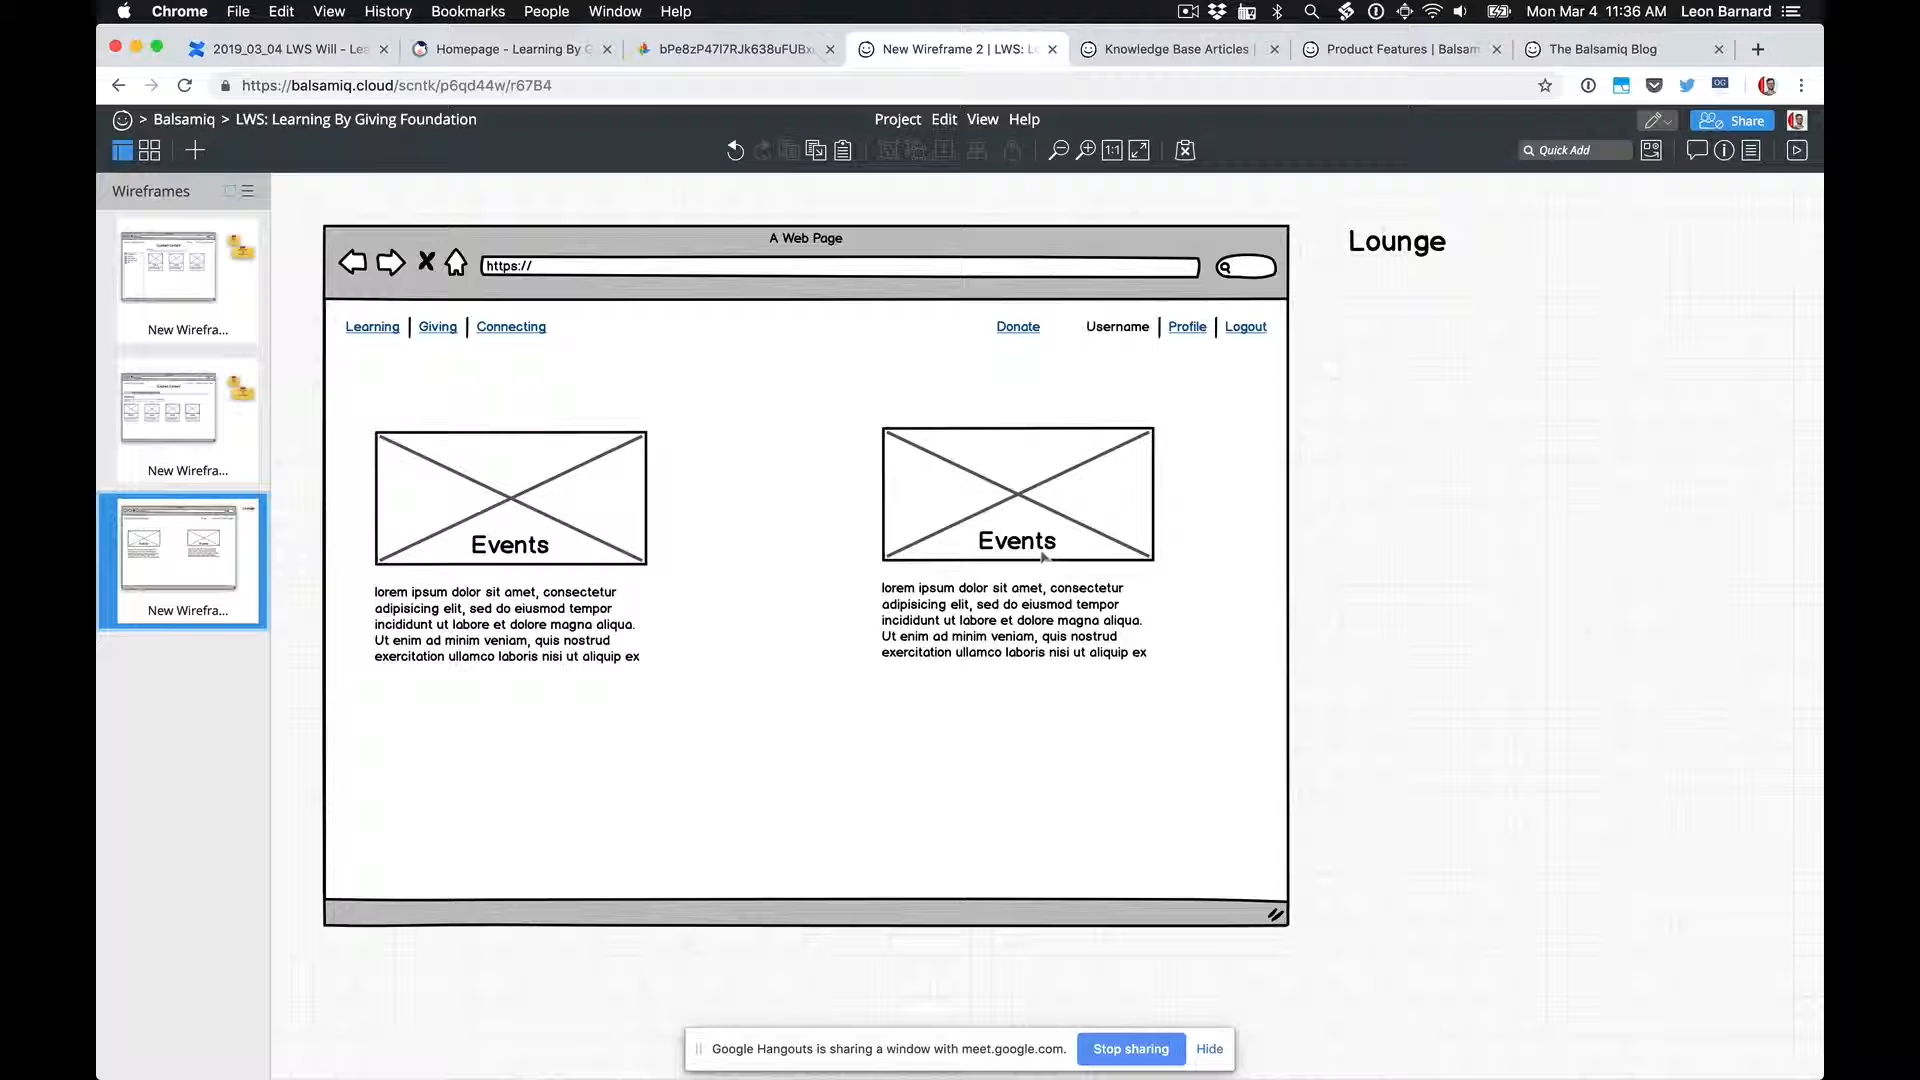 Chrome File Edit View History Bookmarks People Window Help Mon Mar 4 11:36 AM Leon Barnard
2019_03_04 LWS Will - Lea
Homepage - Learning By G
bPe8zP47l7RJk638uFUBx
New Wireframe 2 | LWS: L
Knowledge Base Articles |
Product Features | Balsam
The Balsamiq Blog
https://balsamiq.cloud/scntk/p6qd44w/r67B4
OG
> Balsamiq > LWS: Learning By Giving Foundation
Project Edit View Help
Share
1:1
Quick Add
Wireframes
New Wirefra...
New Wirefra...
New Wirefra...
A Web Page
https://
Lounge
Learning Giving Connecting
Donate Username Profile Logout
Events
lorem ipsum dolor sit amet, consectetur
adipisicing elit, sed do eiusmod tempor
incididunt ut labore et dolore magna aliqua.
Ut enim ad minim veniam, quis nostrud
exercitation ullamco laboris nisi ut aliquip ex
Events
lorem ipsum dolor sit amet, consectetur
adipisicing elit, sed do eiusmod tempor
incididunt ut labore et dolore magna aliqua.
Ut enim ad minim veniam, quis nostrud
exercitation ullamco laboris nisi ut aliquip ex
Google Hangouts is sharing a window with meet.google.com. Stop sharing Hide